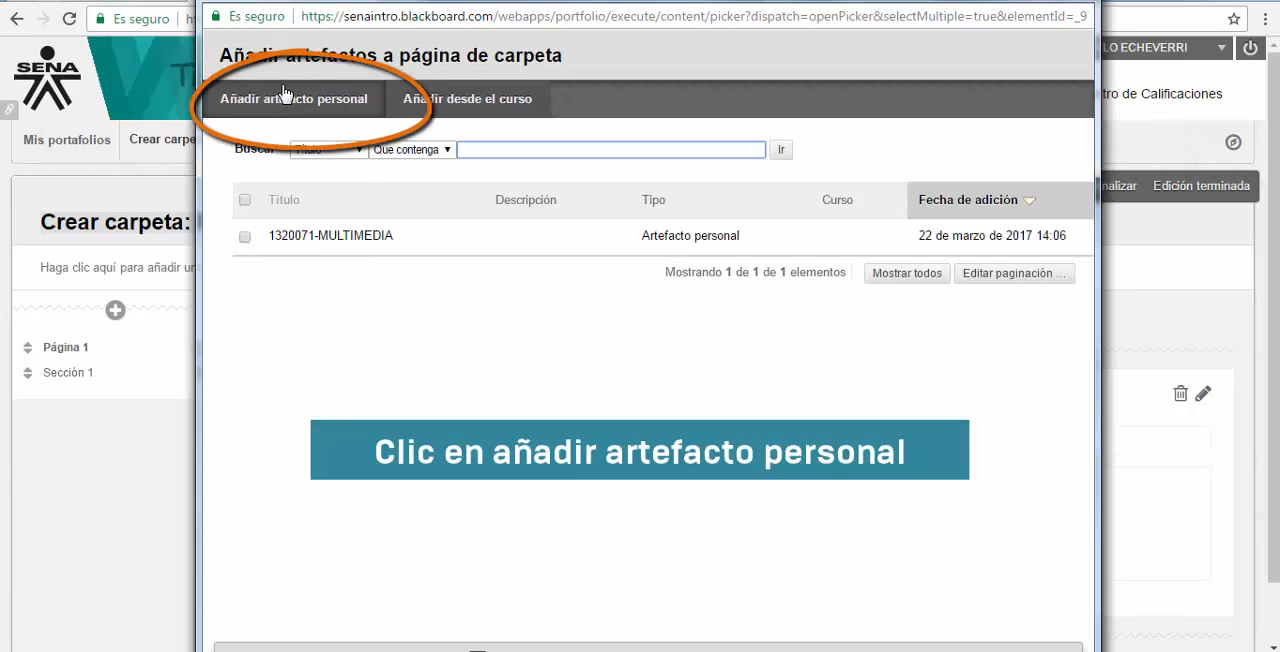 Es seguro
Es seguro https://senaintro.blackboard.com/webapps/portfolio/execute/content/picker?dispatch=openPicker&selectMultiple=true&elementId=_9
SENA
LO ECHEVERRI
Añadir artefactos a página de carpeta
Añadir artefacto personal Añadir desde el curso
tro de Calificaciones
Mis portafolios Crear carpe
Buscar Título Que contenga Ir
nalizar Edición terminada
Crear carpeta:
Título Descripción Tipo Curso Fecha de adición
1320071-MULTIMEDIA Artefacto personal 22 de marzo de 2017 14:06
Haga clic aquí para añadir un
Mostrando 1 de 1 de 1 elementos Mostrar todos Editar paginación ...
Página 1
Sección 1
Clic en añadir artefacto personal